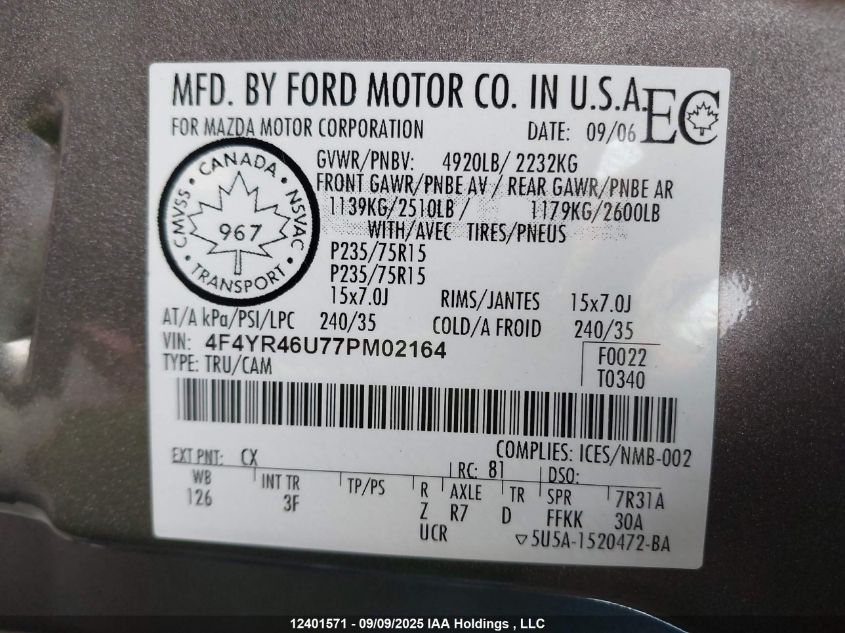 MFD. BY FORD MOTOR CO. IN U.S.A.
FOR MAZDA MOTOR CORPORATION DATE: 09/06 EC
GVWR/PNBV: 4920LB/ 2232KG
FRONT GAWR/PNBE AV / REAR GAWR/PNBE AR
1139KG/2510LB / 1179KG/2600LB
WITH/AVEC TIRES/PNEUS
CANADA
CMVSS NSVAC
967
TRANSPORT
P235/75R15
P235/75R15
15x7.0J RIMS/JANTES 15x7.0J
AT/A kPa/PSI/LPC 240/35 COLD/A FROID 240/35
VIN: 4F4YR46U77PM02164 F0022
TYPE: TRU/CAM T0340
COMPLIES: ICES/NMB-002
EXT PNT: CX RC: 81 DSO:
WB INT TR TP/PS R AXLE TR SPR 7R31A
126 3F Z R7 D FFKK 30A
UCR ▽5U5A-1520472-BA
12401571 - 09/09/2025 IAA Holdings , LLC